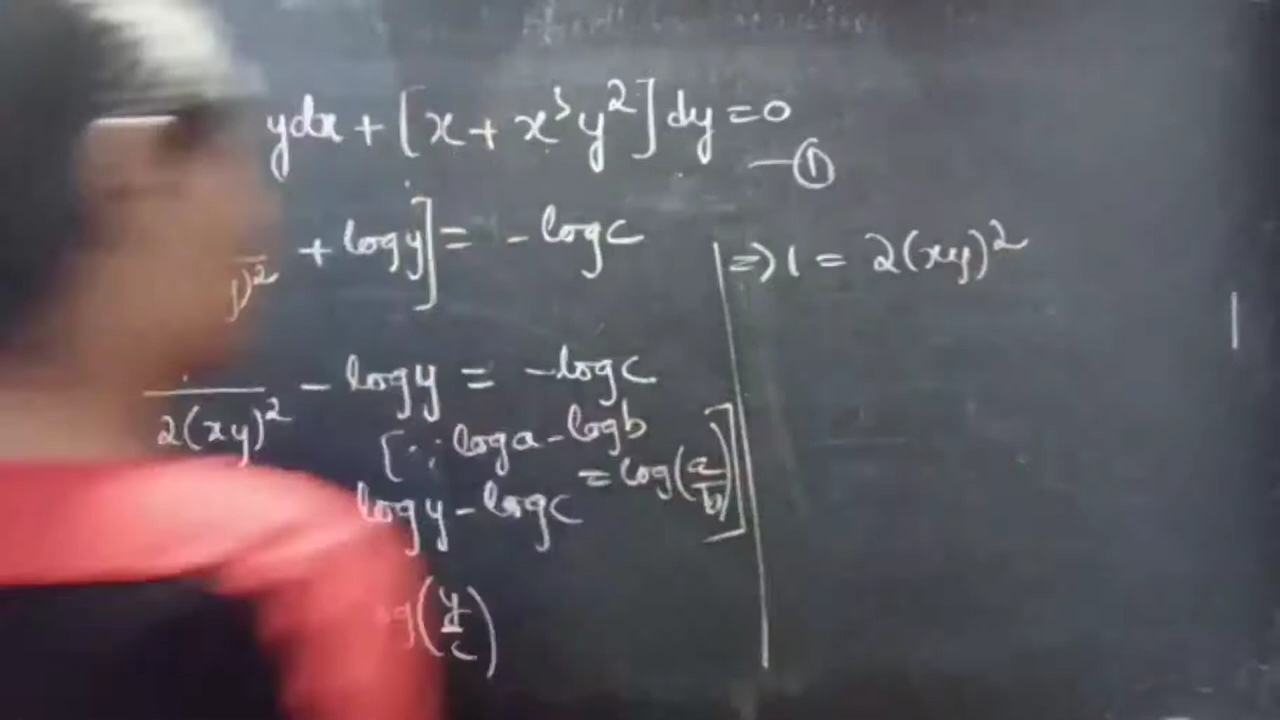 ydx + [x + x³y²] dy = 0
— ①
+ log y] = - log c
)²
- log y = - log c
2(xy)²
[∵ log a - log b
= log(a/b)]
log y - log c
(y/c)
⇒ 1 = 2(xy)²